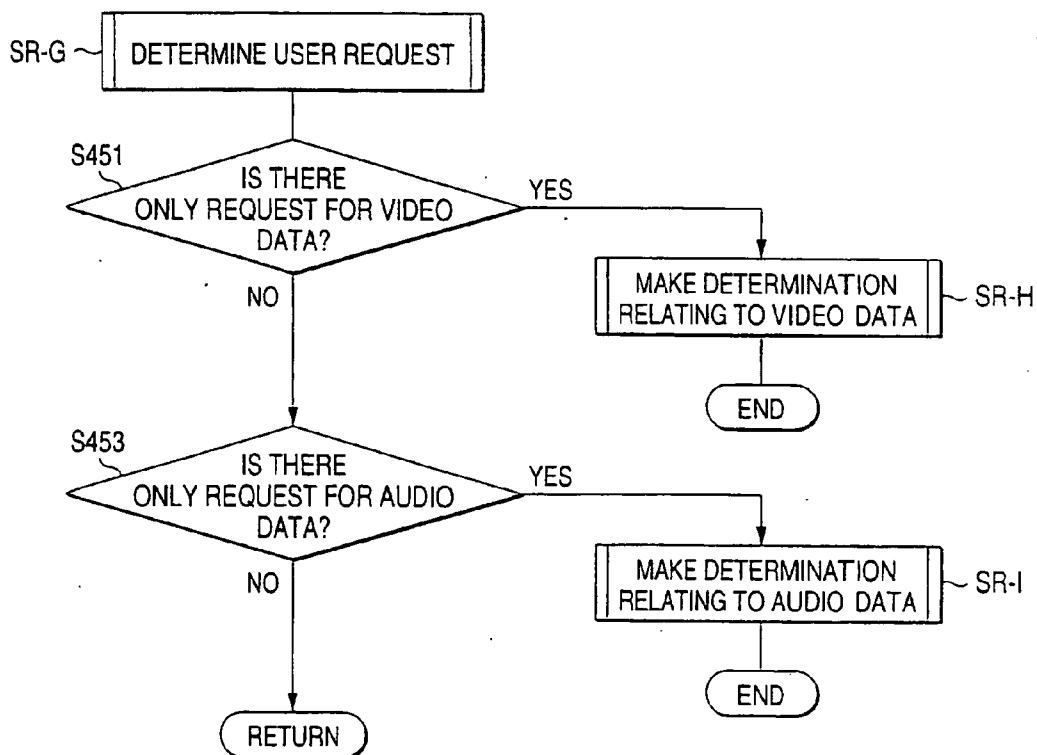 SR-G
DETERMINE USER REQUEST
S451
IS THERE
ONLY REQUEST FOR VIDEO
DATA?
YES
NO
MAKE DETERMINATION
RELATING TO VIDEO DATA
SR-H
END
S453
IS THERE
ONLY REQUEST FOR AUDIO
DATA?
YES
NO
MAKE DETERMINATION
RELATING TO AUDIO DATA
SR-I
END
RETURN